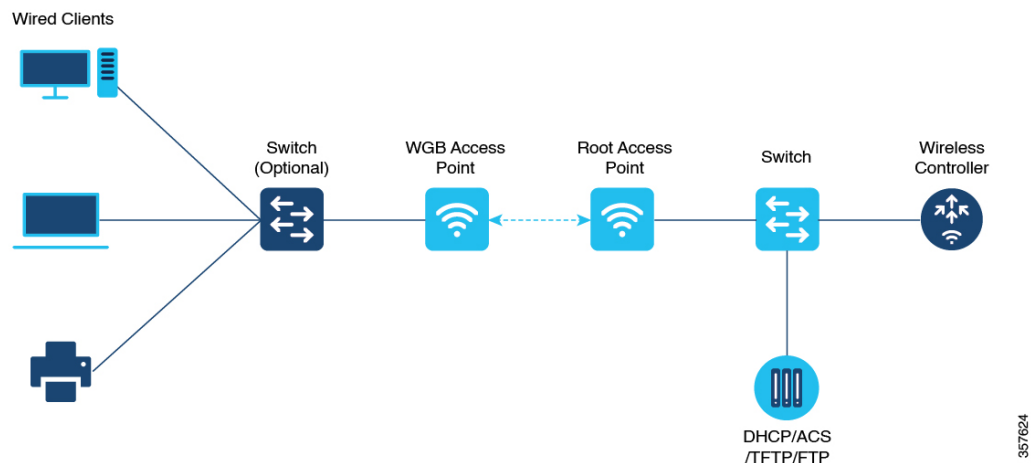 Wired Clients
Switch
(Optional)
WGB Access
Point
Root Access
Point
Switch
Wireless
Controller
DHCP/ACS
/TFTP/FTP
357624